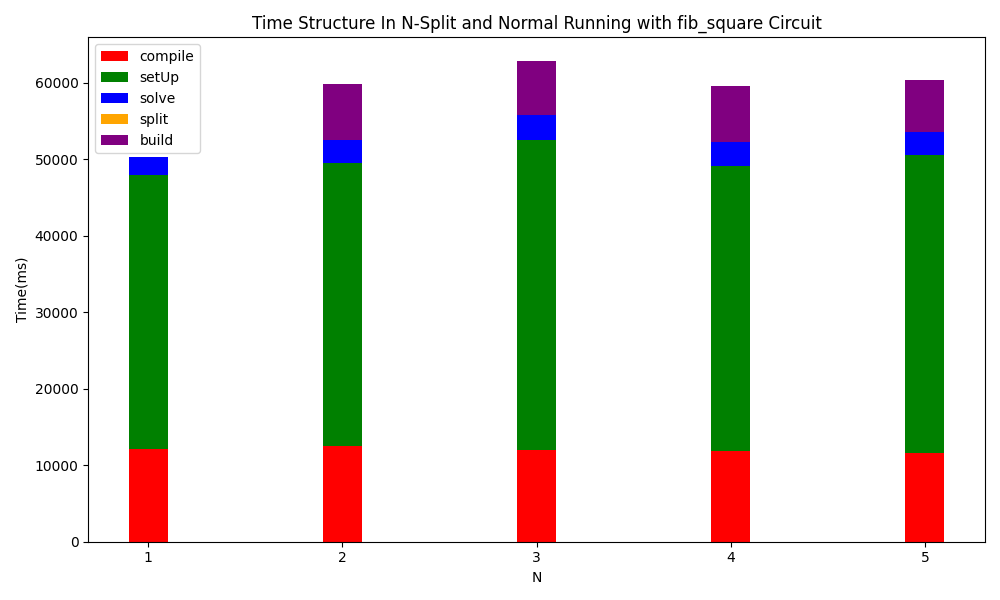 Time Structure In N-Split and Normal Running with fib_square Circuit
compile
setUp
solve
split
build
60000
50000
40000
30000
20000
10000
0
Time(ms)
1 2 3 4 5
N